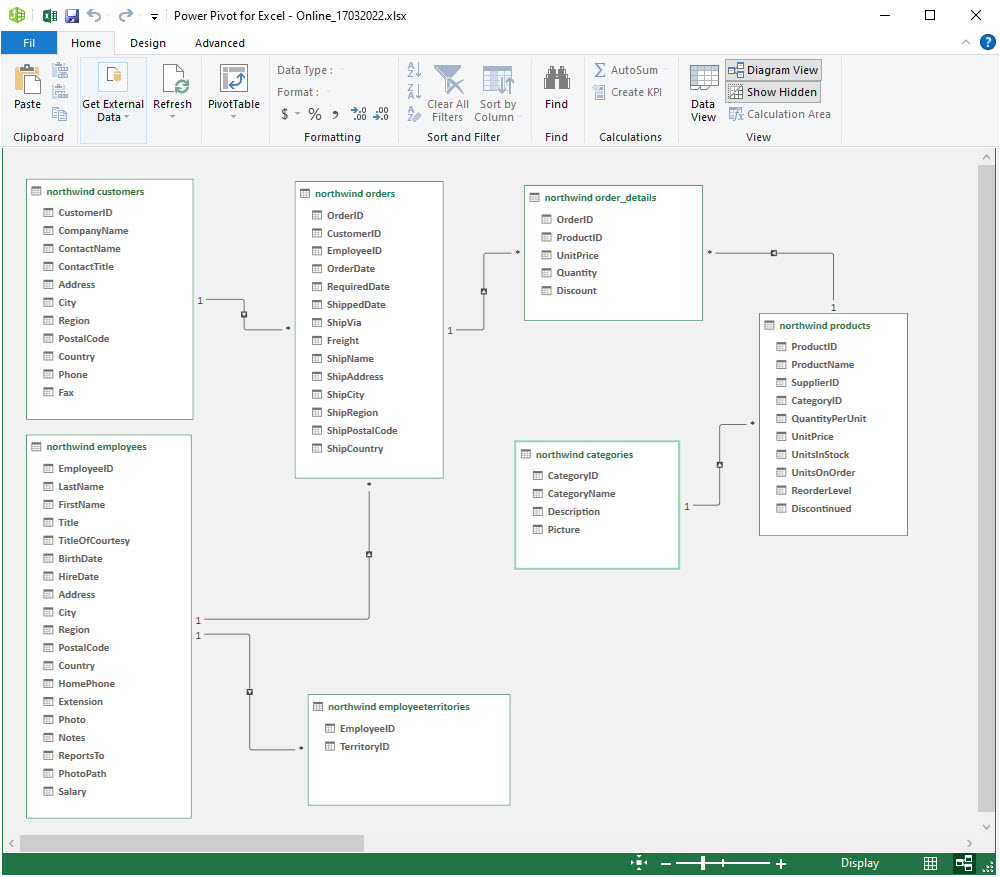 Power Pivot for Excel - Online_17032022.xlsx
Fil Home Design Advanced ?
Paste
Clipboard
Get External Data
Refresh
PivotTable
Data Type :
Format :
$ % , .00 .00
Formatting
Clear All Filters
Sort by Column
Sort and Filter
Find
Find
AutoSum
Create KPI
Calculations
Data View
Diagram View
Show Hidden
Calculation Area
View
northwind customers
CustomerID
CompanyName
ContactName
ContactTitle
Address
City
Region
PostalCode
Country
Phone
Fax
1
*
northwind orders
OrderID
CustomerID
EmployeeID
OrderDate
RequiredDate
ShippedDate
ShipVia
Freight
ShipName
ShipAddress
ShipCity
ShipRegion
ShipPostalCode
ShipCountry
1
*
*
northwind order_details
OrderID
ProductID
UnitPrice
Quantity
Discount
*
1
northwind products
ProductID
ProductName
SupplierID
CategoryID
QuantityPerUnit
UnitPrice
UnitsInStock
UnitsOnOrder
ReorderLevel
Discontinued
*
northwind categories
CategoryID
CategoryName
Description
Picture
1
northwind employees
EmployeeID
LastName
FirstName
Title
TitleOfCourtesy
BirthDate
HireDate
Address
City
Region
PostalCode
Country
HomePhone
Extension
Photo
Notes
ReportsTo
PhotoPath
Salary
1
1
*
northwind employeeterritories
EmployeeID
TerritoryID
Display